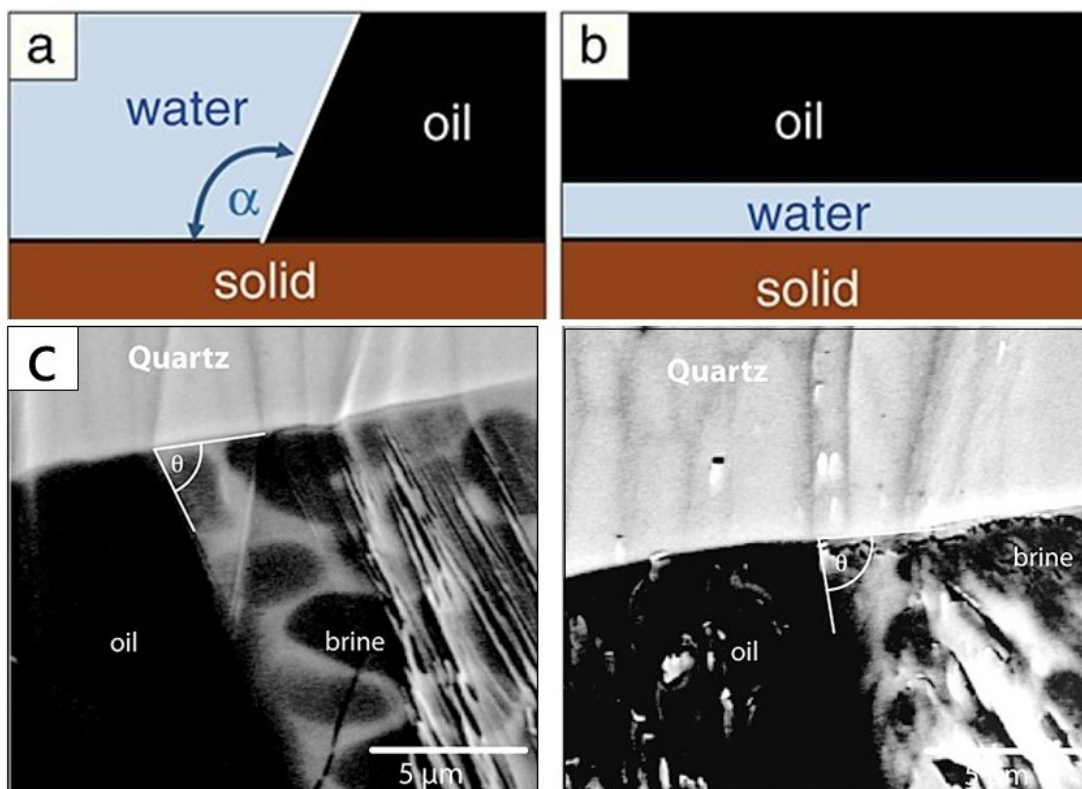 a
water
α
oil
solid
b
oil
water
solid
C
Quartz
θ
oil
brine
5 μm
Quartz
θ
brine
oil